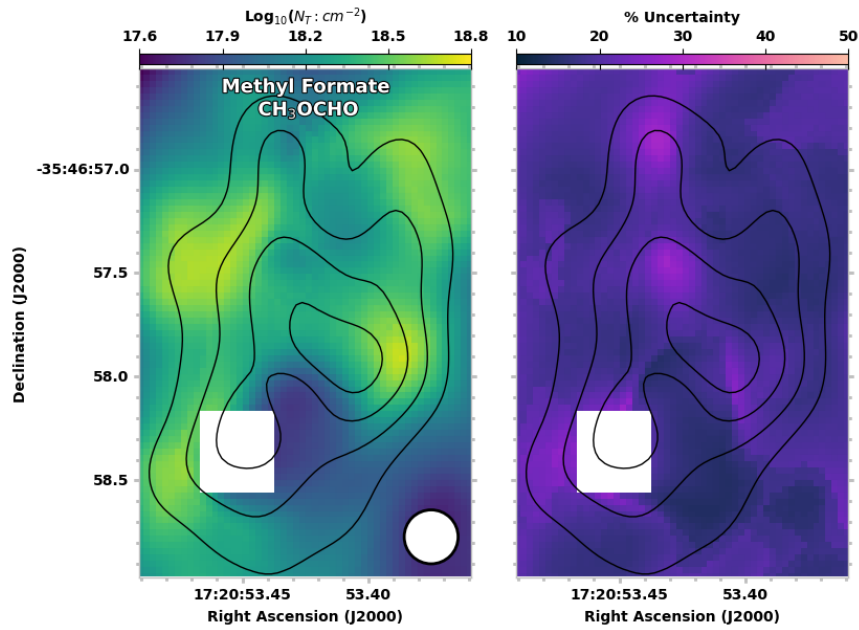 Log₁₀(N_T : cm⁻²)
% Uncertainty
17.6 17.9 18.2 18.5 18.8
10 20 30 40 50
Methyl Formate
CH₃OCHO
-35:46:57.0
57.5
58.0
58.5
Declination (J2000)
17:20:53.45 53.40
17:20:53.45 53.40
Right Ascension (J2000)
Right Ascension (J2000)